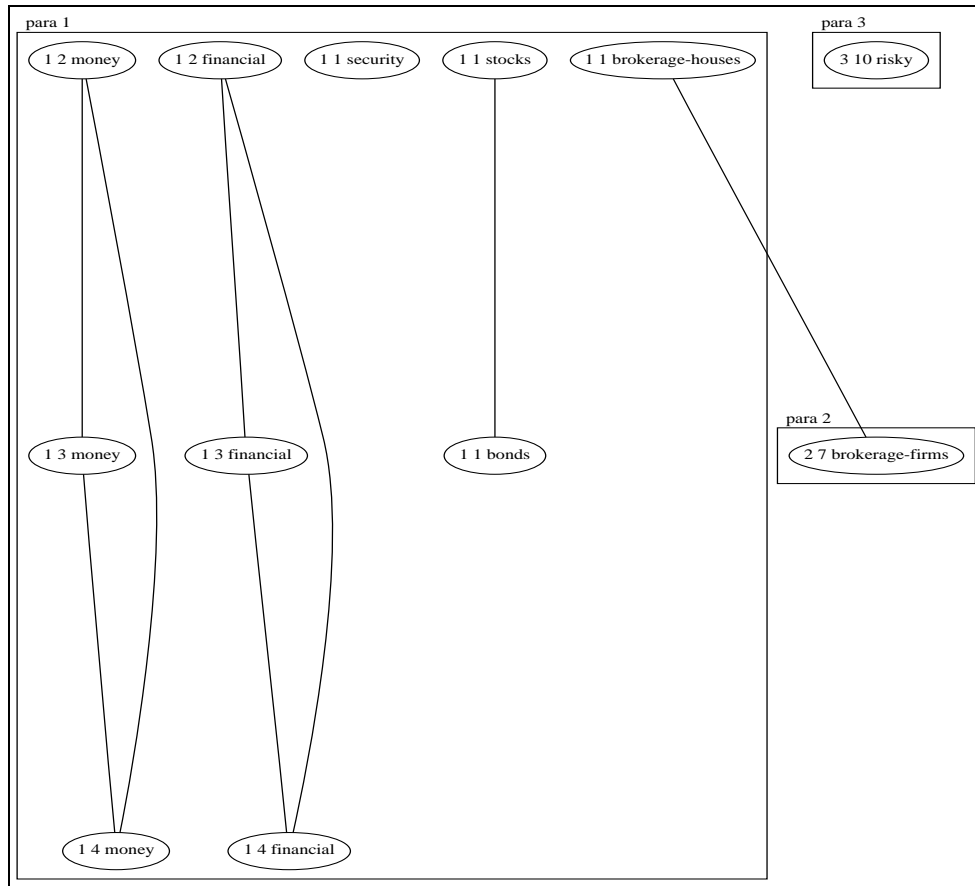 para 1
para 3
1 2 money
1 2 financial
1 1 security
1 1 stocks
1 1 brokerage-houses
3 10 risky
para 2
1 3 money
1 3 financial
1 1 bonds
2 7 brokerage-firms
1 4 money
1 4 financial